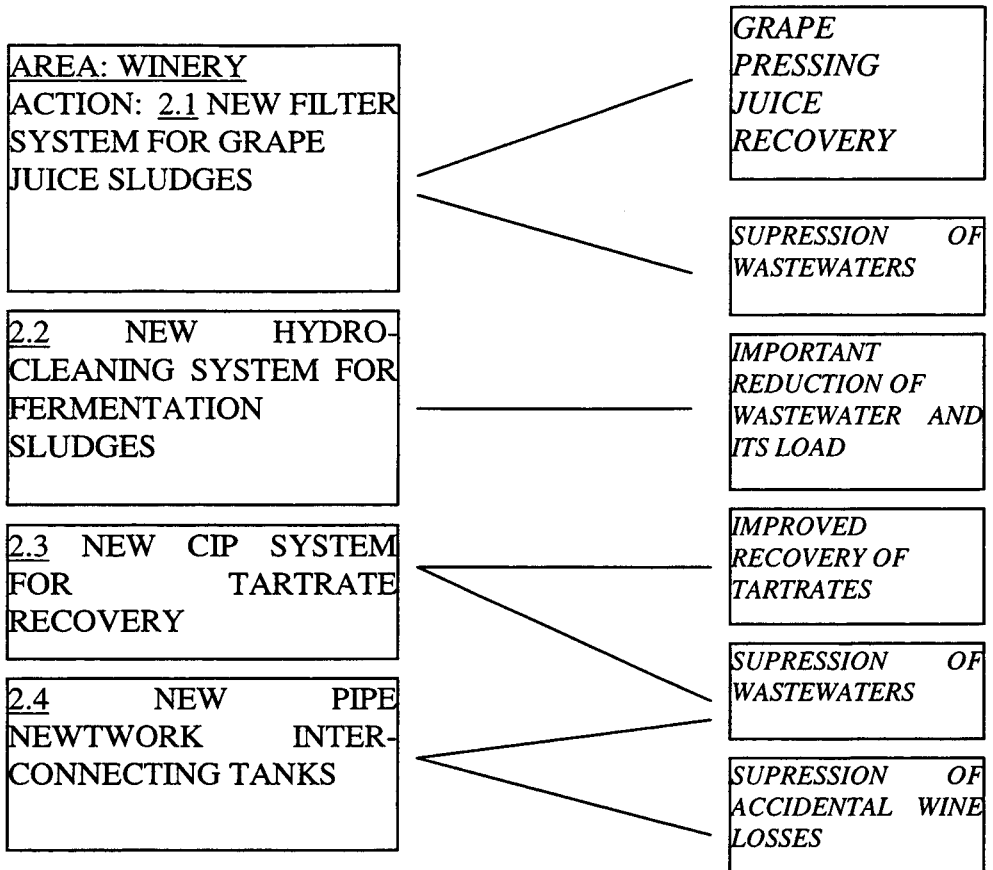 AREA: WINERY
ACTION: 2.1 NEW FILTER
SYSTEM FOR GRAPE
JUICE SLUDGES
2.2 NEW HYDRO-
CLEANING SYSTEM FOR
FERMENTATION
SLUDGES
2.3 NEW CIP SYSTEM
FOR TARTRATE
RECOVERY
2.4 NEW PIPE
NEWTWORK INTER-
CONNECTING TANKS
GRAPE
PRESSING
JUICE
RECOVERY
SUPRESSION OF
WASTEWATERS
IMPORTANT
REDUCTION OF
WASTEWATER AND
ITS LOAD
IMPROVED
RECOVERY OF
TARTRATES
SUPRESSION OF
WASTEWATERS
SUPRESSION OF
ACCIDENTAL WINE
LOSSES